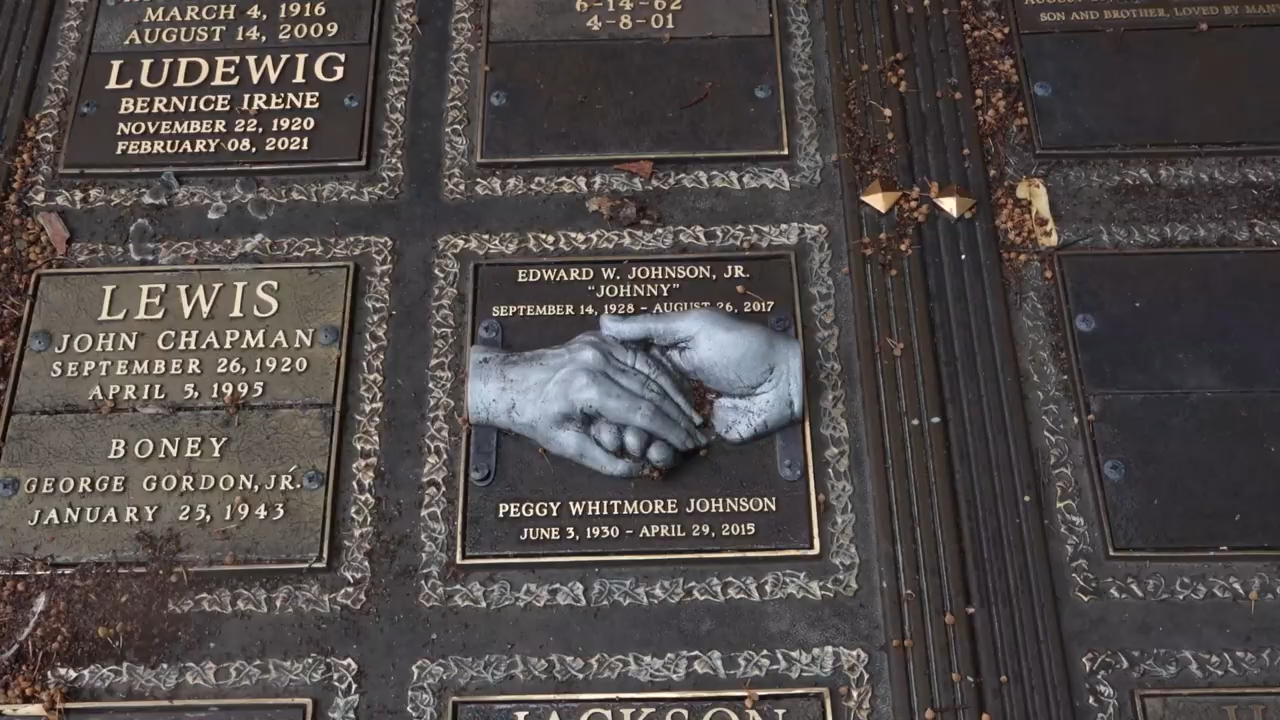 MARCH 4, 1916
AUGUST 14, 2009
LUDEWIG
BERNICE IRENE
NOVEMBER 22, 1920
FEBRUARY 08, 2021
6-14-62
4-8-01
SON AND BROTHER, LOVED BY
LEWIS
JOHN CHAPMAN
SEPTEMBER 26, 1920
APRIL 5, 1995
BONEY
GEORGE GORDON, JR.
JANUARY 25, 1943
EDWARD W. JOHNSON, JR.
"JOHNNY"
SEPTEMBER 14, 1928 – AUGUST 26, 2017
PEGGY WHITMORE JOHNSON
JUNE 3, 1930 – APRIL 29, 2015
JACKSON